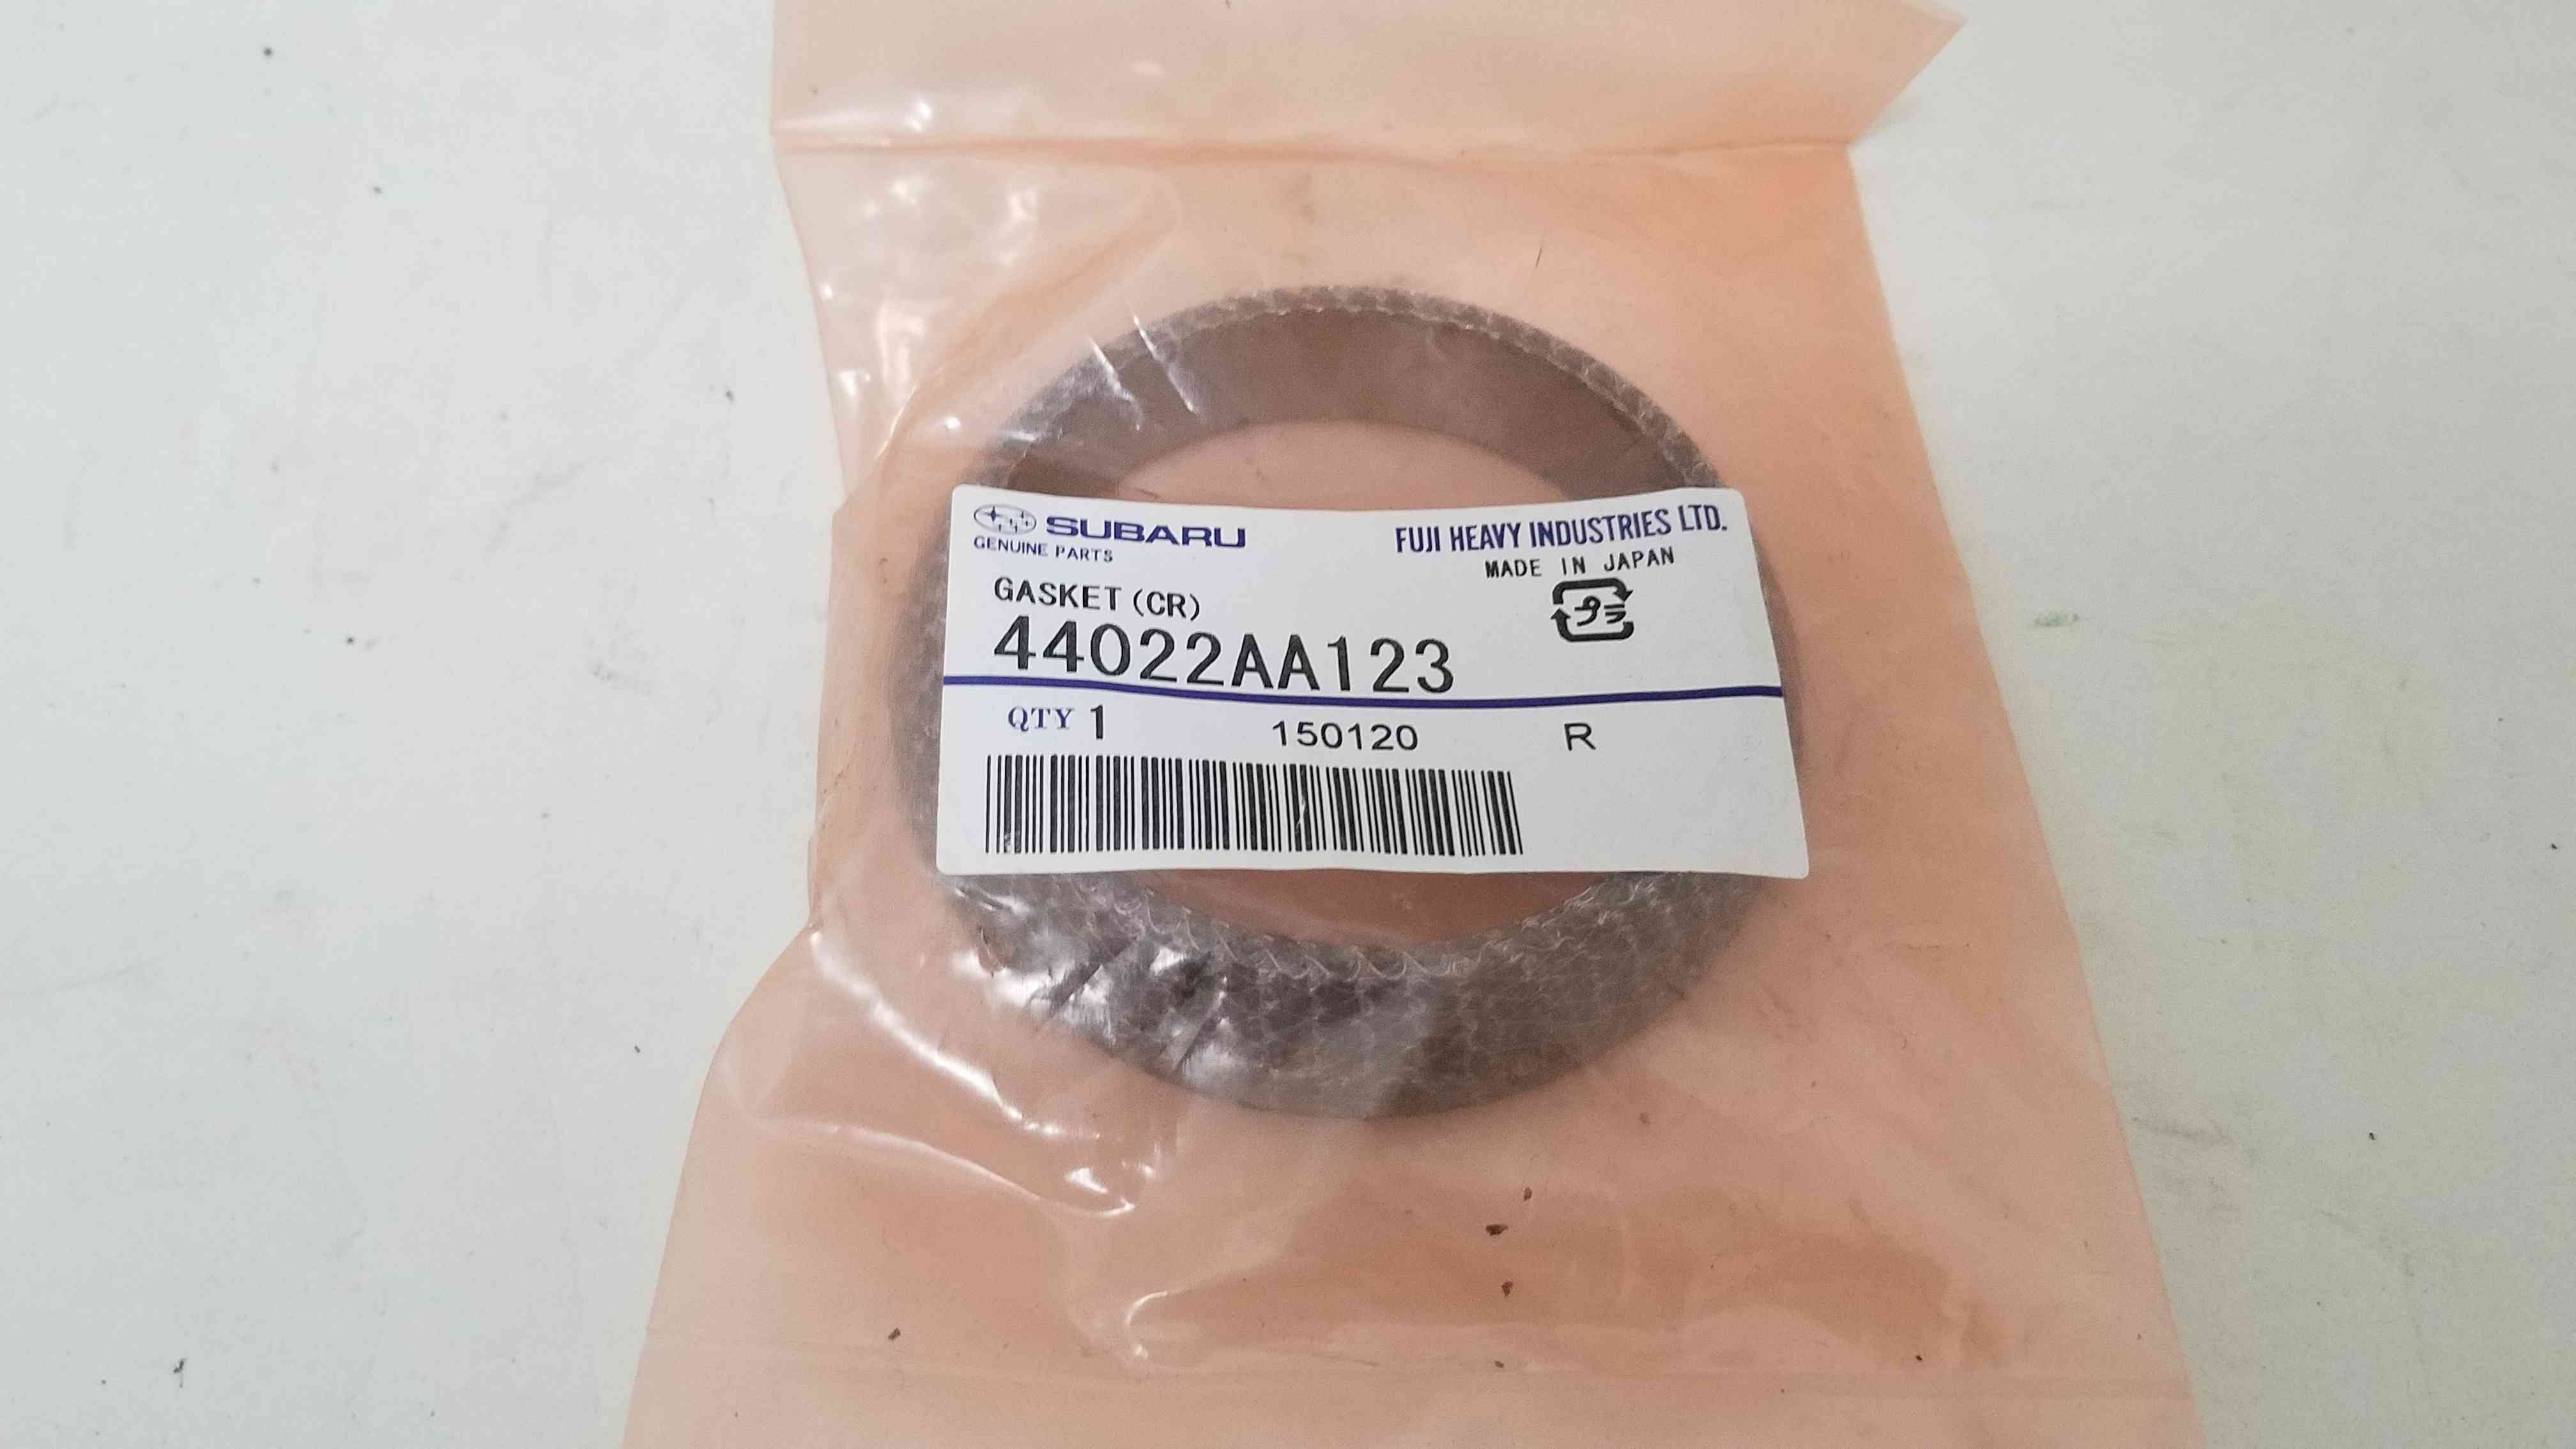 SUBARU
GENUINE PARTS
FUJI HEAVY INDUSTRIES LTD.
MADE IN JAPAN
GASKET (CR)
プラ
44022AA123
QTY 1 150120 R